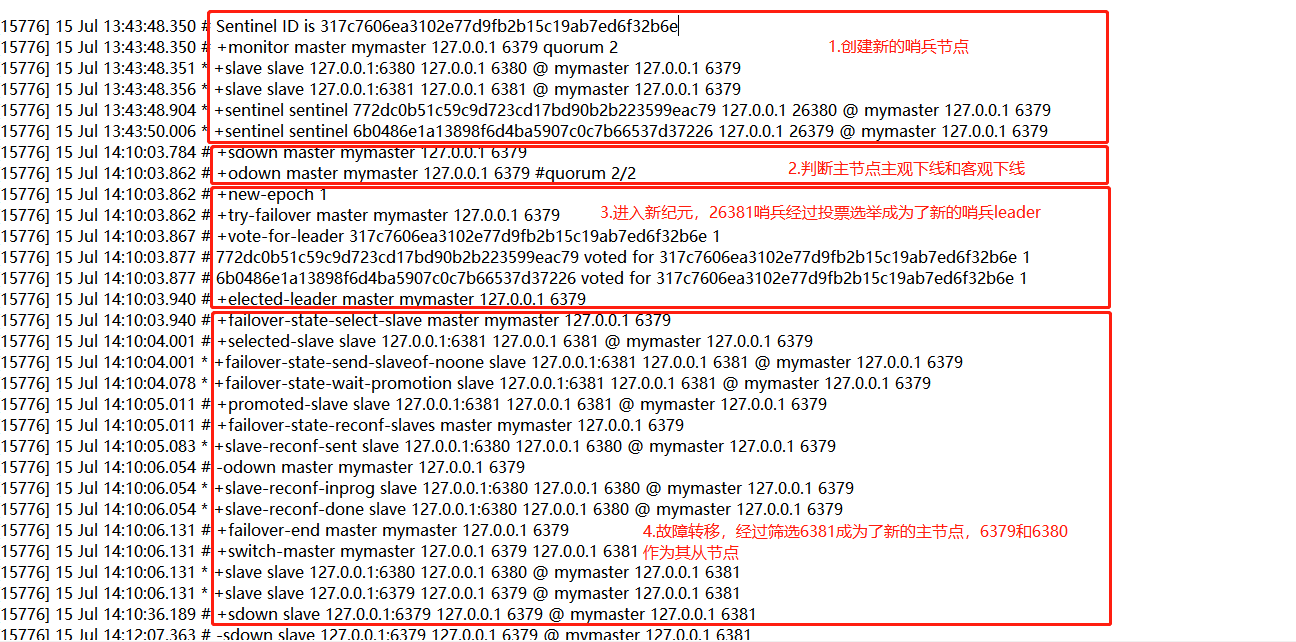 15776] 15 Jul 13:43:48.350 # Sentinel ID is 317c7606ea3102e77d9fb2b15c19ab7ed6f32b6e
15776] 15 Jul 13:43:48.350 # +monitor master mymaster 127.0.0.1 6379 quorum 2
1.创建新的哨兵节点
15776] 15 Jul 13:43:48.351 * +slave slave 127.0.0.1:6380 127.0.0.1 6380 @ mymaster 127.0.0.1 6379
15776] 15 Jul 13:43:48.356 * +slave slave 127.0.0.1:6381 127.0.0.1 6381 @ mymaster 127.0.0.1 6379
15776] 15 Jul 13:43:48.904 * +sentinel sentinel 772dc0b51c59c9d723cd17bd90b2b223599eac79 127.0.0.1 26380 @ mymaster 127.0.0.1 6379
15776] 15 Jul 13:43:50.006 * +sentinel sentinel 6b0486e1a13898f6d4ba5907c0c7b66537d37226 127.0.0.1 26379 @ mymaster 127.0.0.1 6379
15776] 15 Jul 14:10:03.784 # +sdown master mymaster 127.0.0.1 6379
15776] 15 Jul 14:10:03.862 # +odown master mymaster 127.0.0.1 6379 #quorum 2/2
2.判断主节点主观下线和客观下线
15776] 15 Jul 14:10:03.862 # +new-epoch 1
15776] 15 Jul 14:10:03.862 # +try-failover master mymaster 127.0.0.1 6379
3.进入新纪元，26381哨兵经过投票选举成为了新的哨兵leader
15776] 15 Jul 14:10:03.867 # +vote-for-leader 317c7606ea3102e77d9fb2b15c19ab7ed6f32b6e 1
15776] 15 Jul 14:10:03.877 # 772dc0b51c59c9d723cd17bd90b2b223599eac79 voted for 317c7606ea3102e77d9fb2b15c19ab7ed6f32b6e 1
15776] 15 Jul 14:10:03.877 # 6b0486e1a13898f6d4ba5907c0c7b66537d37226 voted for 317c7606ea3102e77d9fb2b15c19ab7ed6f32b6e 1
15776] 15 Jul 14:10:03.940 # +elected-leader master mymaster 127.0.0.1 6379
15776] 15 Jul 14:10:03.940 # +failover-state-select-slave master mymaster 127.0.0.1 6379
15776] 15 Jul 14:10:04.001 # +selected-slave slave 127.0.0.1:6381 127.0.0.1 6381 @ mymaster 127.0.0.1 6379
15776] 15 Jul 14:10:04.001 * +failover-state-send-slaveof-noone slave 127.0.0.1:6381 127.0.0.1 6381 @ mymaster 127.0.0.1 6379
15776] 15 Jul 14:10:04.078 * +failover-state-wait-promotion slave 127.0.0.1:6381 127.0.0.1 6381 @ mymaster 127.0.0.1 6379
15776] 15 Jul 14:10:05.011 # +promoted-slave slave 127.0.0.1:6381 127.0.0.1 6381 @ mymaster 127.0.0.1 6379
15776] 15 Jul 14:10:05.011 # +failover-state-reconf-slaves master mymaster 127.0.0.1 6379
15776] 15 Jul 14:10:05.083 * +slave-reconf-sent slave 127.0.0.1:6380 127.0.0.1 6380 @ mymaster 127.0.0.1 6379
15776] 15 Jul 14:10:06.054 # -odown master mymaster 127.0.0.1 6379
15776] 15 Jul 14:10:06.054 * +slave-reconf-inprog slave 127.0.0.1:6380 127.0.0.1 6380 @ mymaster 127.0.0.1 6379
15776] 15 Jul 14:10:06.054 * +slave-reconf-done slave 127.0.0.1:6380 127.0.0.1 6380 @ mymaster 127.0.0.1 6379
15776] 15 Jul 14:10:06.131 # +failover-end master mymaster 127.0.0.1 6379
4.故障转移，经过筛选6381成为了新的主节点，6379和6380
15776] 15 Jul 14:10:06.131 # +switch-master mymaster 127.0.0.1 6379 127.0.0.1 6381
作为其从节点
15776] 15 Jul 14:10:06.131 * +slave slave 127.0.0.1:6380 127.0.0.1 6380 @ mymaster 127.0.0.1 6381
15776] 15 Jul 14:10:06.131 * +slave slave 127.0.0.1:6379 127.0.0.1 6379 @ mymaster 127.0.0.1 6381
15776] 15 Jul 14:10:36.189 # +sdown slave 127.0.0.1:6379 127.0.0.1 6379 @ mymaster 127.0.0.1 6381
15776] 15 Jul 14:12:07.363 # -sdown slave 127.0.0.1:6379 127.0.0.1 6379 @ mymaster 127.0.0.1 6381